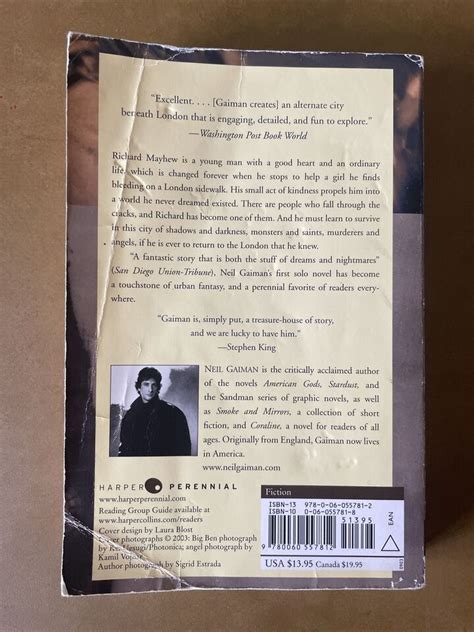 “Excellent. . . . [Gaiman creates] an alternate city
beneath London that is engaging, detailed, and fun to explore.”
—Washington Post Book World
Richard Mayhew is a young man with a good heart and an ordinary
life, which is changed forever when he stops to help a girl he finds
bleeding on a London sidewalk. His small act of kindness propels him into
a world he never dreamed existed. There are people who fall through the
cracks, and Richard has become one of them. And he must learn to survive
in this city of shadows and darkness, monsters and saints, murderers and
angels, if he is ever to return to the London that he knew.
“A fantastic story that is both the stuff of dreams and nightmares”
(San Diego Union-Tribune), Neil Gaiman’s first solo novel has become
a touchstone of urban fantasy, and a perennial favorite of readers every-
where.
“Gaiman is, simply put, a treasure-house of story,
and we are lucky to have him.”
—Stephen King
NEIL GAIMAN is the critically acclaimed author
of the novels American Gods, Stardust, and
the Sandman series of graphic novels, as well
as Smoke and Mirrors, a collection of short
fiction, and Coraline, a novel for readers of all
ages. Originally from England, Gaiman now lives
in America.
www.neilgaiman.com
HARPER PERENNIAL
www.harperperennial.com
Reading Group Guide available at
www.harpercollins.com/readers
Cover design by Laura Blost
Cover photographs © 2003: Big Ben photograph
by Photonica; angel photograph by
Kamil
Author photograph by Sigrid Estrada
Fiction
ISBN-13 978-0-06-055781-2
ISBN-10 0-06-055781-8
51395
EAN
9 780060 557812
USA $13.95 Canada $19.95